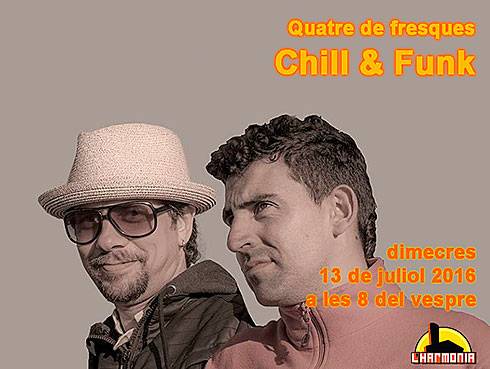 Quatre de fresques
Chill & Funk
dimecres
13 de juliol 2016
a les 8 del vespre
L'HARMONIA